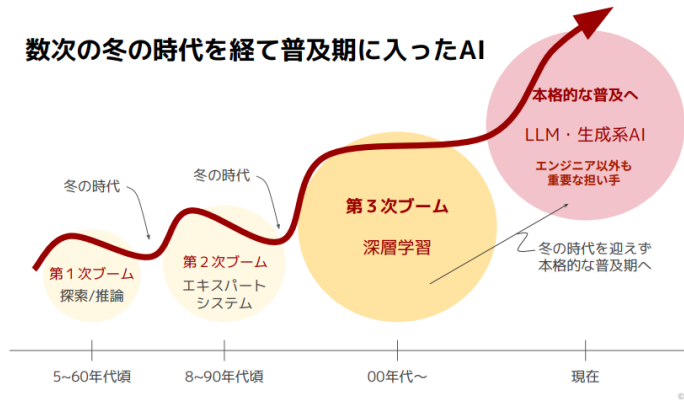 数次の冬の時代を経て普及期に入ったAI
本格的な普及へ
LLM・生成系AI
エンジニア以外も
重要な担い手
冬の時代
冬の時代
第３次ブーム
深層学習
第１次ブーム
探索/推論
第２次ブーム
エキスパート
システム
冬の時代を迎えず
本格的な普及期へ
5~60年代頃
8~90年代頃
00年代〜
現在
©